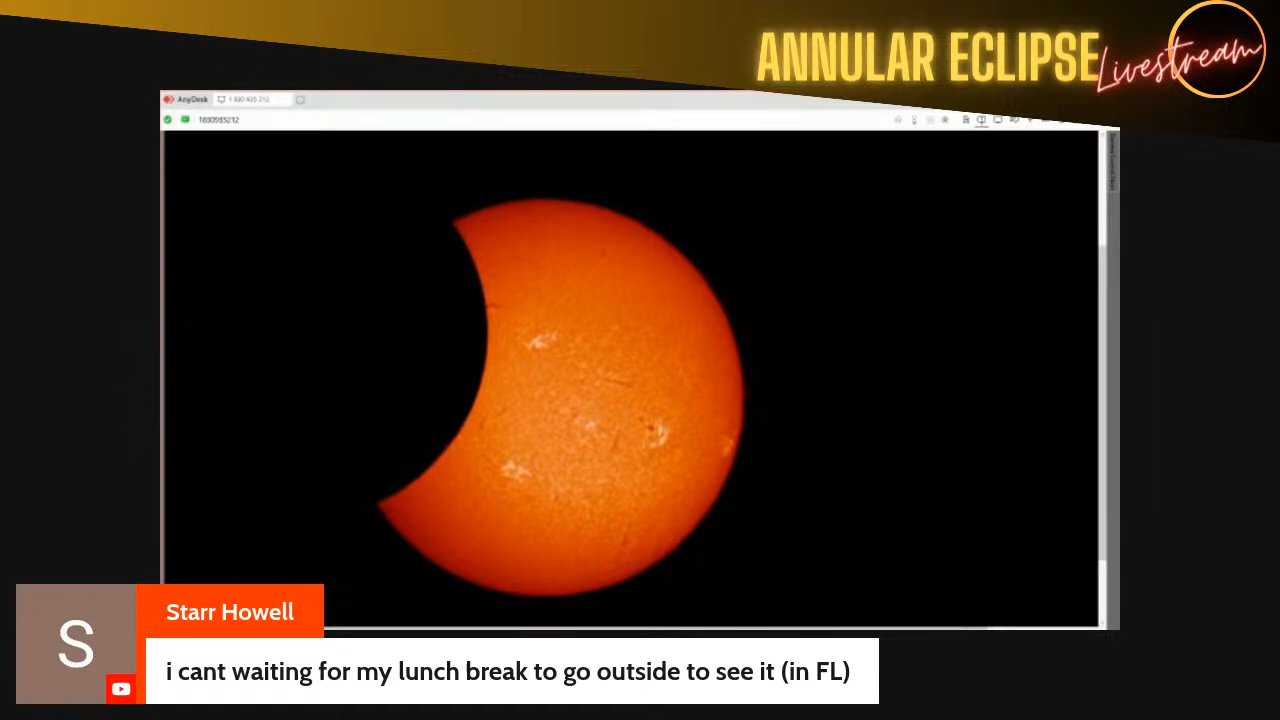 ANNULAR ECLIPSE
Livestream
AnyDesk
1830935212
S
Starr Howell
i cant waiting for my lunch break to go outside to see it (in FL)